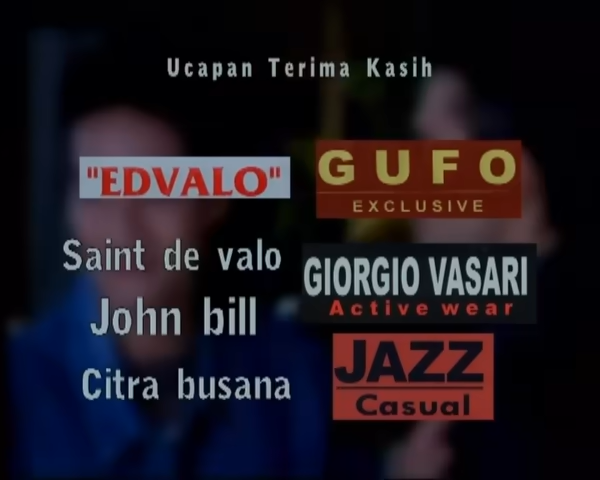 Ucapan Terima Kasih
"EDVALO"
GUFO
EXCLUSIVE
Saint de valo
GIORGIO VASARI
Active wear
John bill
JAZZ
Casual
Citra busana